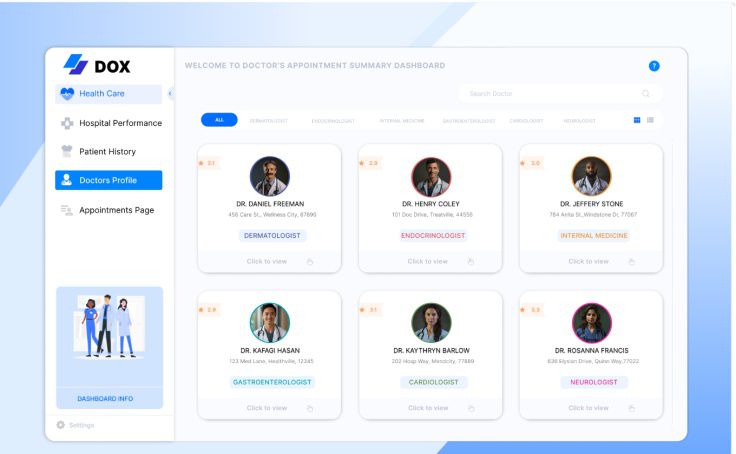 DOX
WELCOME TO DOCTOR'S APPOINTMENT SUMMARY DASHBOARD
?
Health Care
Hospital Performance
Patient History
Doctors Profile
Appointments Page
DASHBOARD INFO
Settings
Search Doctor
ALL DERMATOLOGIST ENDOCRINOLOGIST INTERNAL MEDICINE GASTROENTEROLOGIST CARDIOLOGIST NEUROLOGIST
3.1
DR. DANIEL FREEMAN
456 Care St., Wellness City, 67890
DERMATOLOGIST
Click to view
2.9
DR. HENRY COLEY
101 Doc Drive, Treatville, 44556
ENDOCRINOLOGIST
Click to view
3.0
DR. JEFFERY STONE
784 Anita St.,Windstone Dr, 77067
INTERNAL MEDICINE
Click to view
2.9
DR. KAFAGI HASAN
123 Med Lane, Healthville, 12345
GASTROENTEROLOGIST
Click to view
3.1
DR. KAYTHRYN BARLOW
202 Hosp Way, Mericity, 77889
CARDIOLOGIST
Click to view
3.3
DR. ROSANNA FRANCIS
636 Elysian Drive, Quinn Way,77022
NEUROLOGIST
Click to view